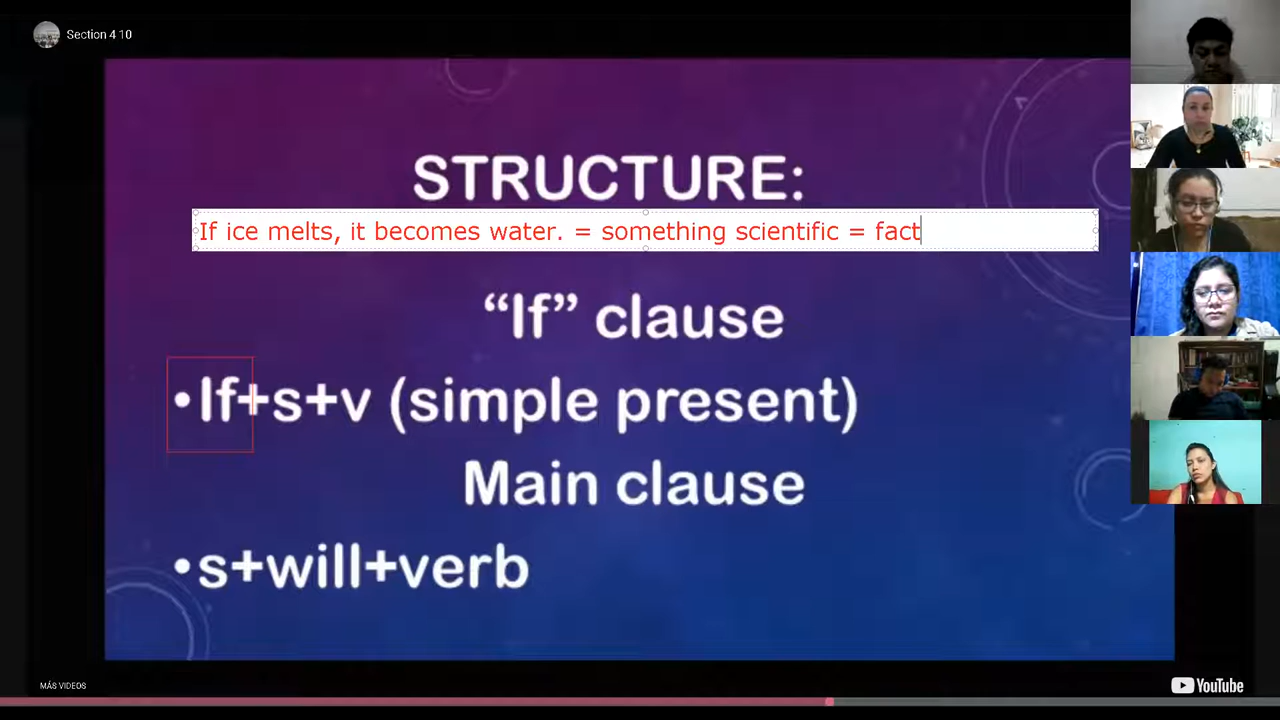 Section 4 10
STRUCTURE:
If ice melts, it becomes water. = something scientific = fact
“If” clause
•If+s+v (simple present)
Main clause
•s+will+verb
MÁS VIDEOS
YouTube